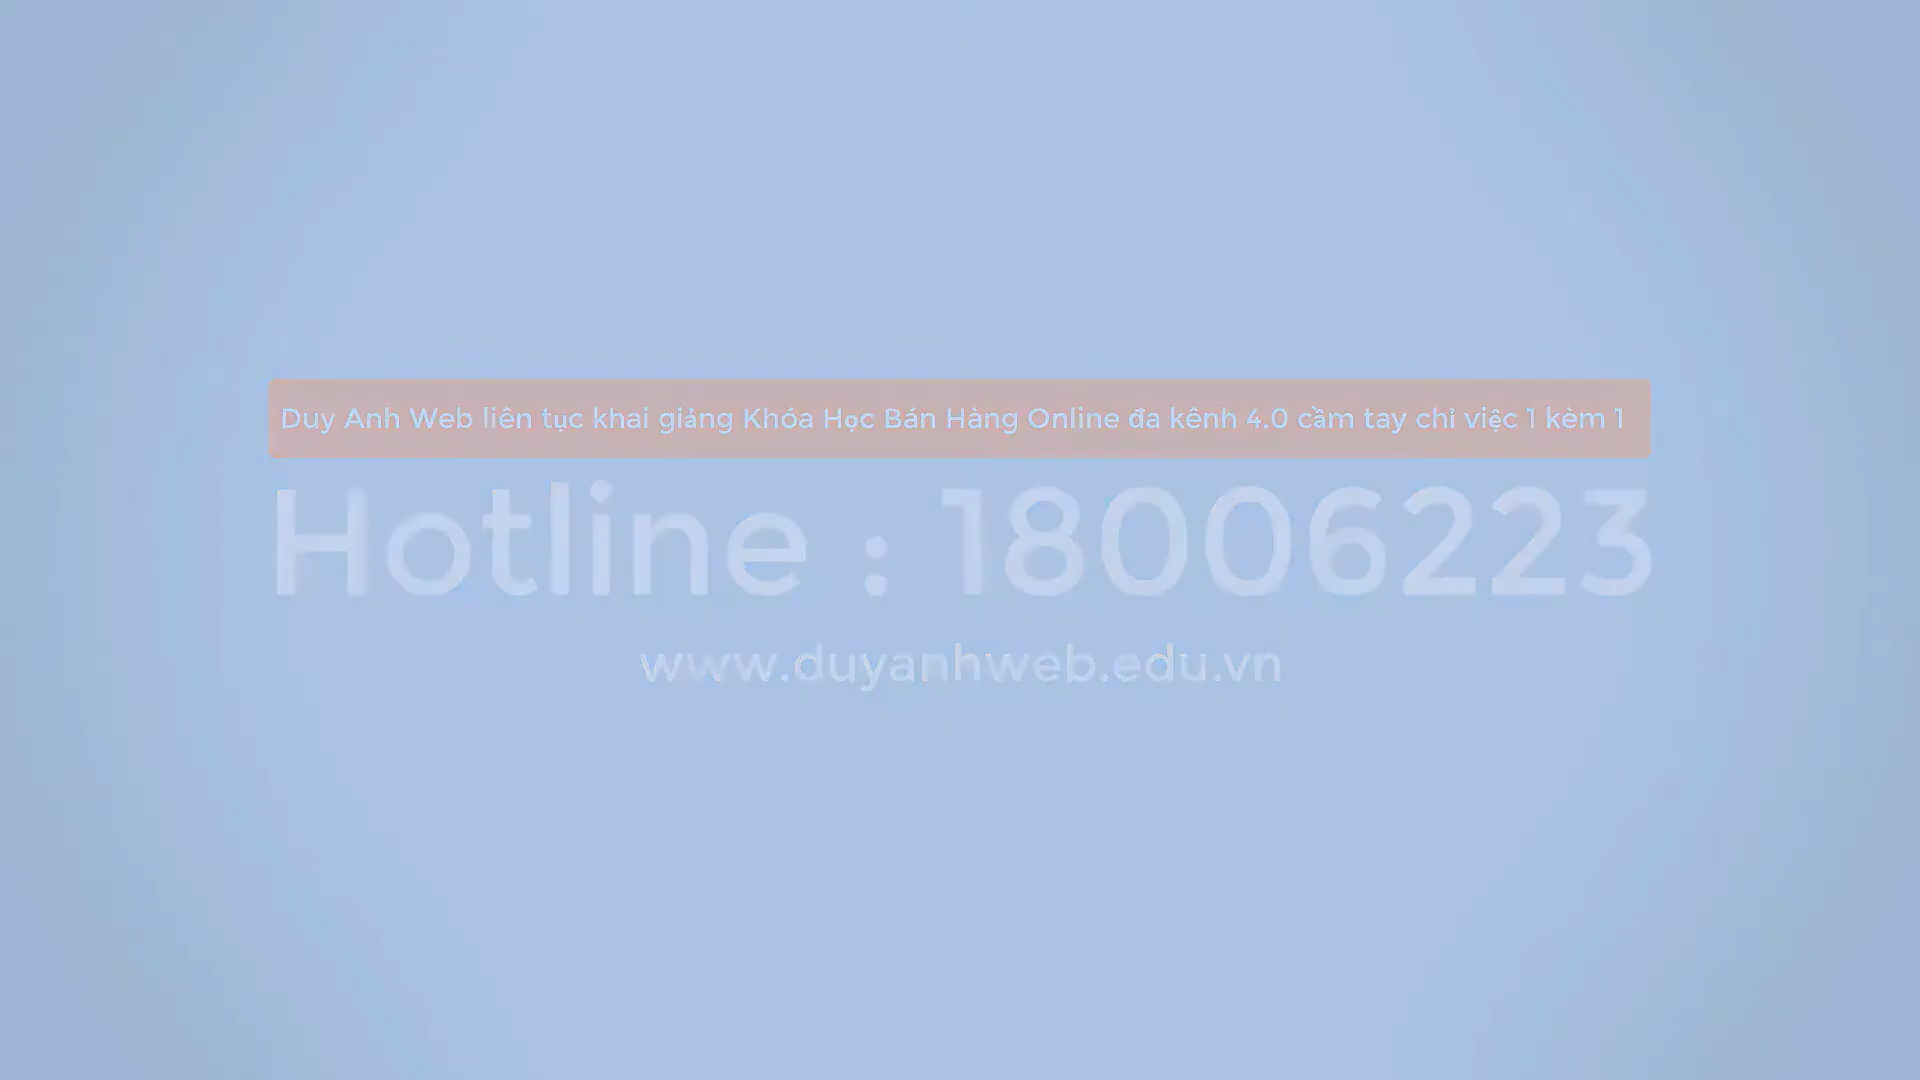 Duy Anh Web liên tục khai giảng Khóa Học Bán Hàng Online đa kênh 4.0 cầm tay chỉ việc 1 kèm 1
Hotline : 18006223
www.duyanhweb.edu.vn